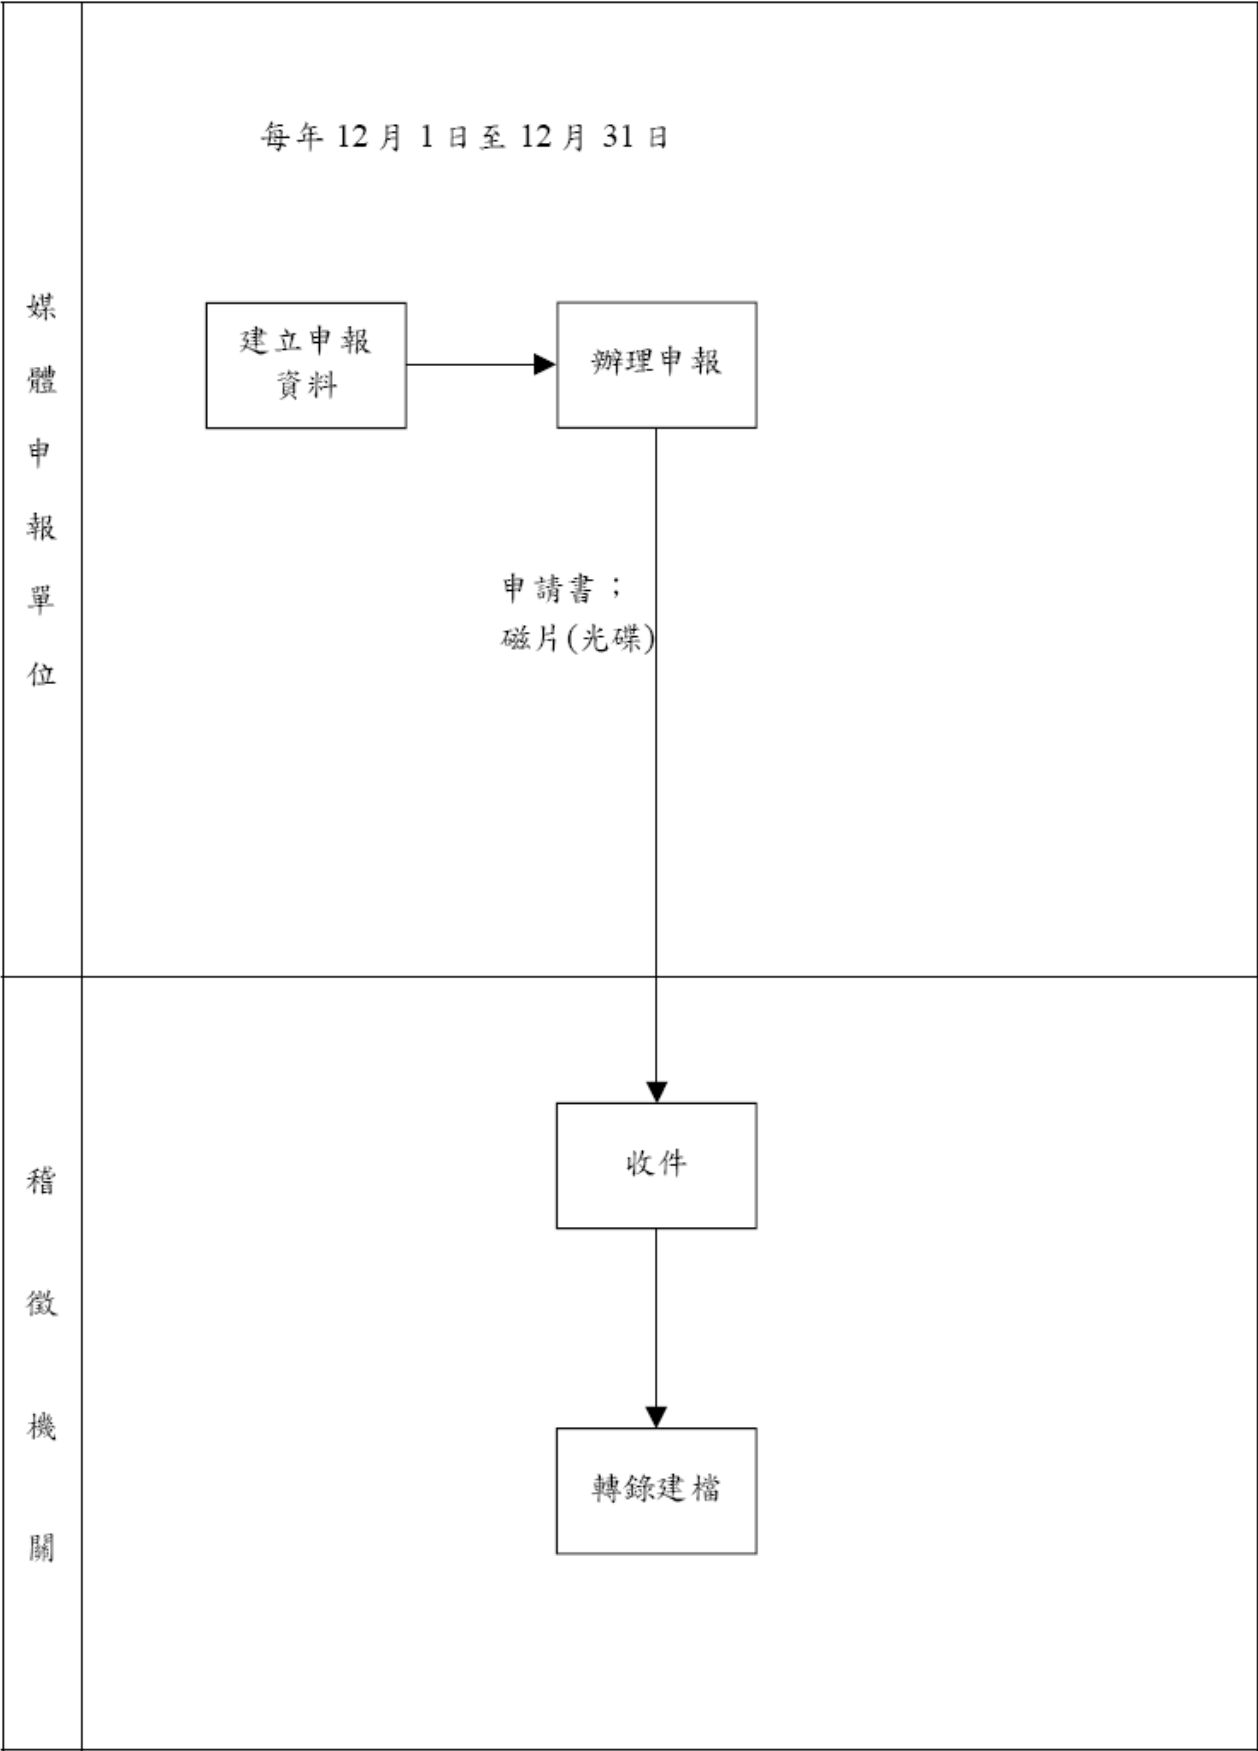 每年 12 月 1 日至 12 月 31 日
媒體申報單位
建立申報
資料
辦理申報
申請書；
磁片(光碟)
稽徵機關
收件
轉錄建檔